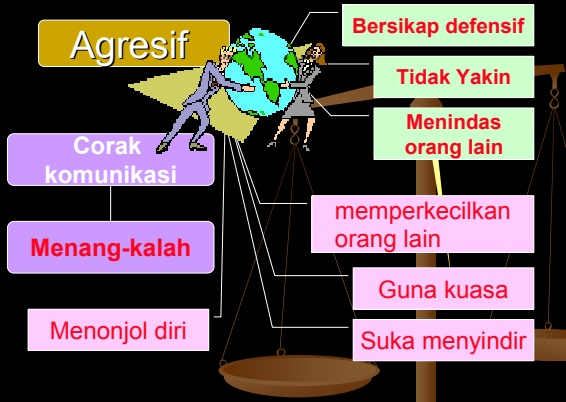 Agresif
Bersikap defensif
Tidak Yakin
Menindas
orang lain
Corak
komunikasi
Menang-kalah
memperkecilkan
orang lain
Guna kuasa
Menonjol diri
Suka menyindir